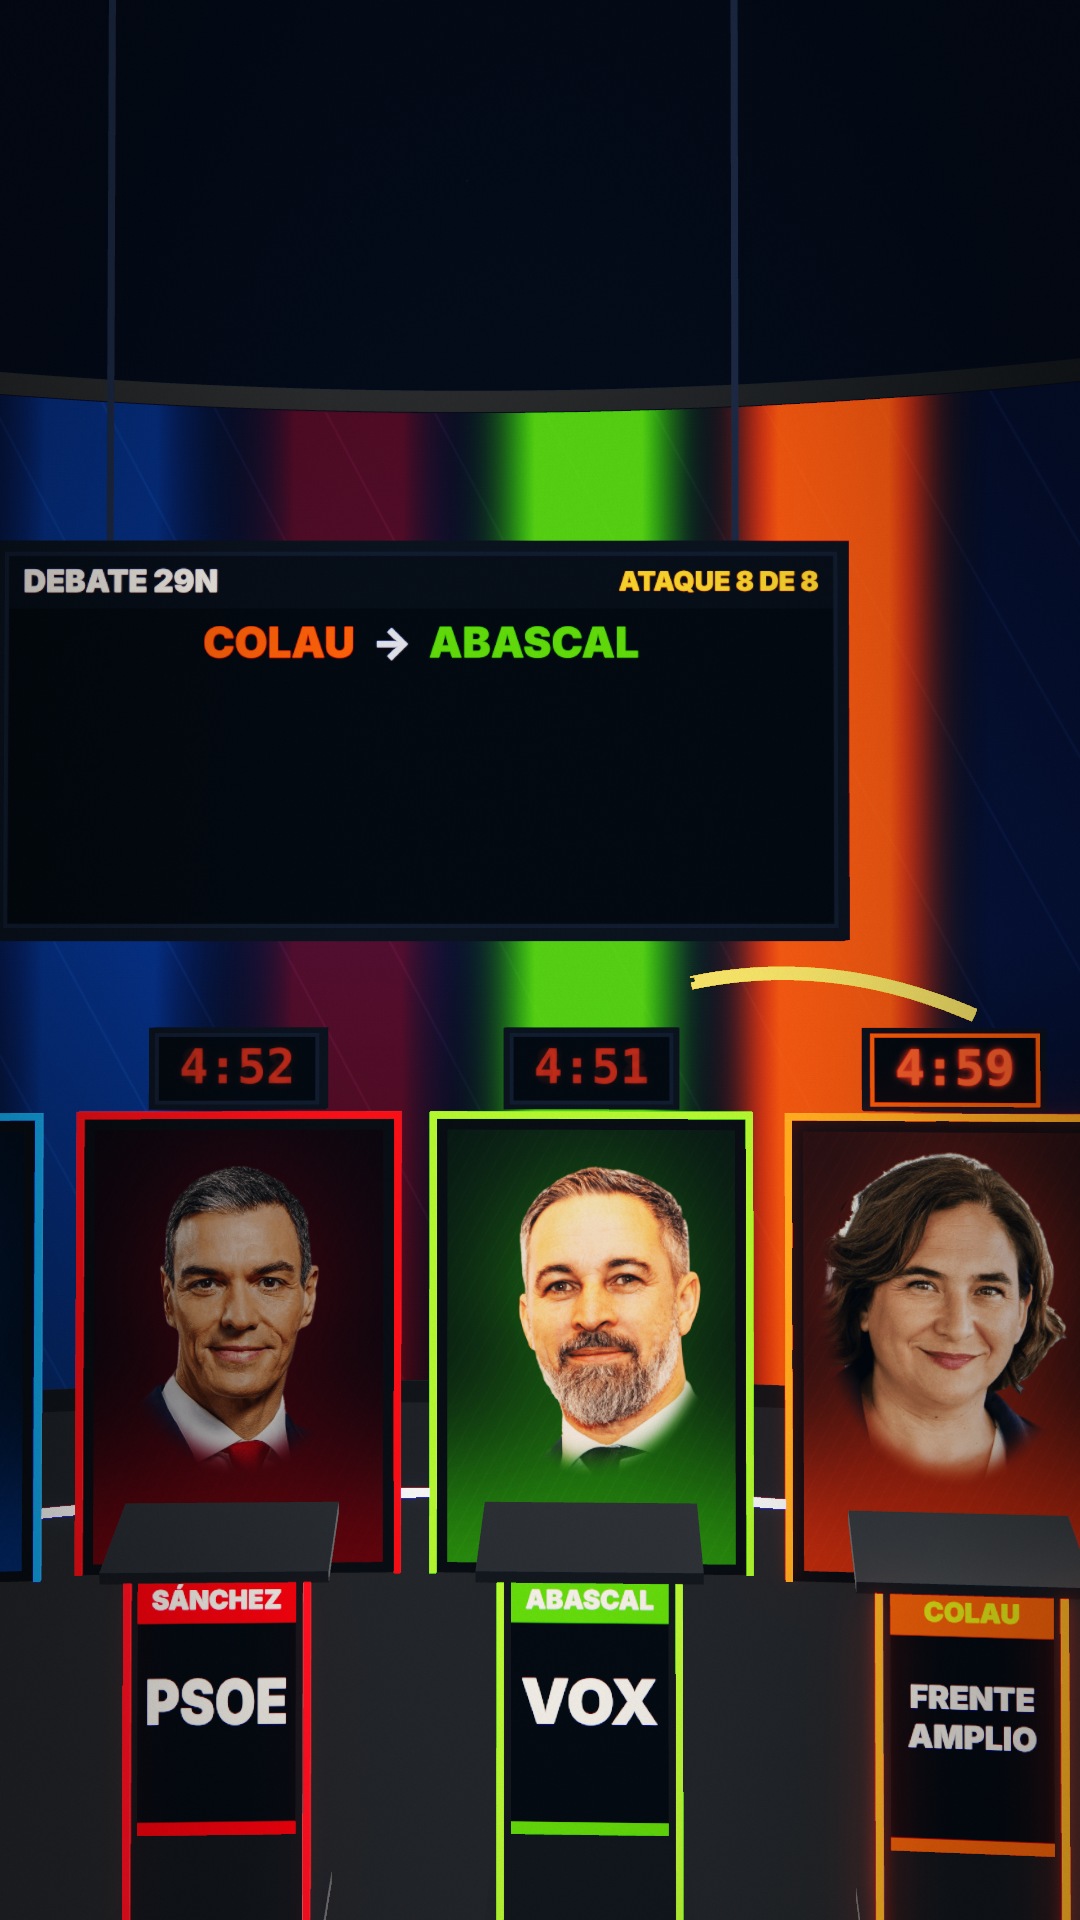 DEBATE 29N
ATAQUE 8 DE 8
COLAU → ABASCAL
4:52
4:51
4:59
SÁNCHEZ
PSOE
ABASCAL
VOX
COLAU
FRENTE
AMPLIO